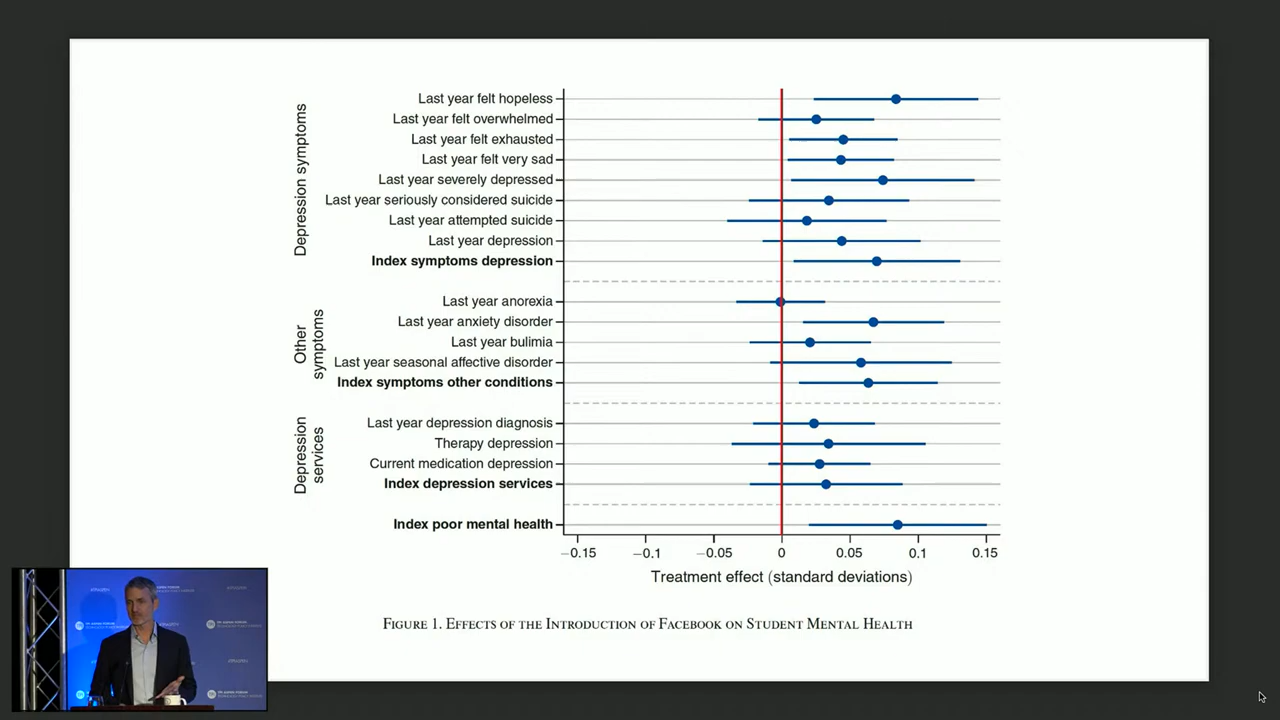 Depression symptoms
Last year felt hopeless
Last year felt overwhelmed
Last year felt exhausted
Last year felt very sad
Last year severely depressed
Last year seriously considered suicide
Last year attempted suicide
Last year depression
Index symptoms depression
Other
symptoms
Last year anorexia
Last year anxiety disorder
Last year bulimia
Last year seasonal affective disorder
Index symptoms other conditions
Depression
services
Last year depression diagnosis
Therapy depression
Current medication depression
Index depression services
Index poor mental health
−0.15 −0.1 −0.05 0 0.05 0.1 0.15
Treatment effect (standard deviations)
FIGURE 1. EFFECTS OF THE INTRODUCTION OF FACEBOOK ON STUDENT MENTAL HEALTH